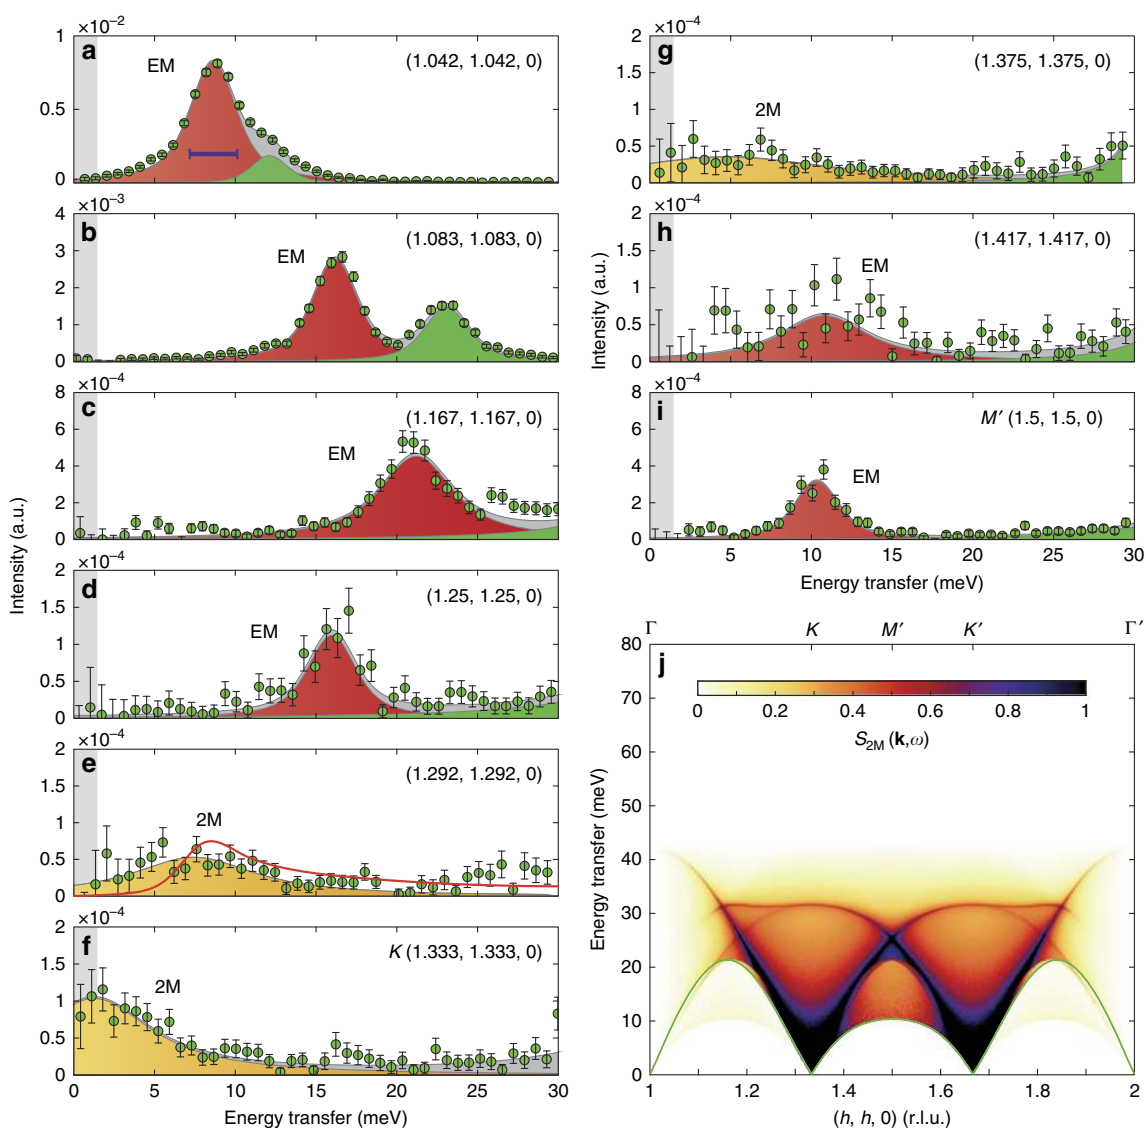 ×10⁻²
a
EM
(1.042, 1.042, 0)
1
0.5
0
×10⁻³
b
EM
(1.083, 1.083, 0)
4
3
2
1
0
×10⁻⁴
c
EM
(1.167, 1.167, 0)
8
6
4
2
0
×10⁻⁴
d
EM
(1.25, 1.25, 0)
2
1.5
1
0.5
0
×10⁻⁴
e
2M
(1.292, 1.292, 0)
2
1.5
1
0.5
0
×10⁻⁴
f
2M
K (1.333, 1.333, 0)
2
1.5
1
0.5
0
0 5 10 15 20 25 30
Energy transfer (meV)
Intensity (a.u.)
×10⁻⁴
g
2M
(1.375, 1.375, 0)
2
1.5
1
0.5
0
×10⁻⁴
h
EM
(1.417, 1.417, 0)
2
1.5
1
0.5
0
×10⁻⁴
i
EM
M′ (1.5, 1.5, 0)
8
6
4
2
0
0 5 10 15 20 25 30
Energy transfer (meV)
Intensity (a.u.)
Γ K M′ K′ Γ′
j
0 0.2 0.4 0.6 0.8 1
S2M (k,ω)
80
70
60
50
40
30
20
10
0
Energy transfer (meV)
1 1.2 1.4 1.6 1.8 2
(h, h, 0) (r.l.u.)